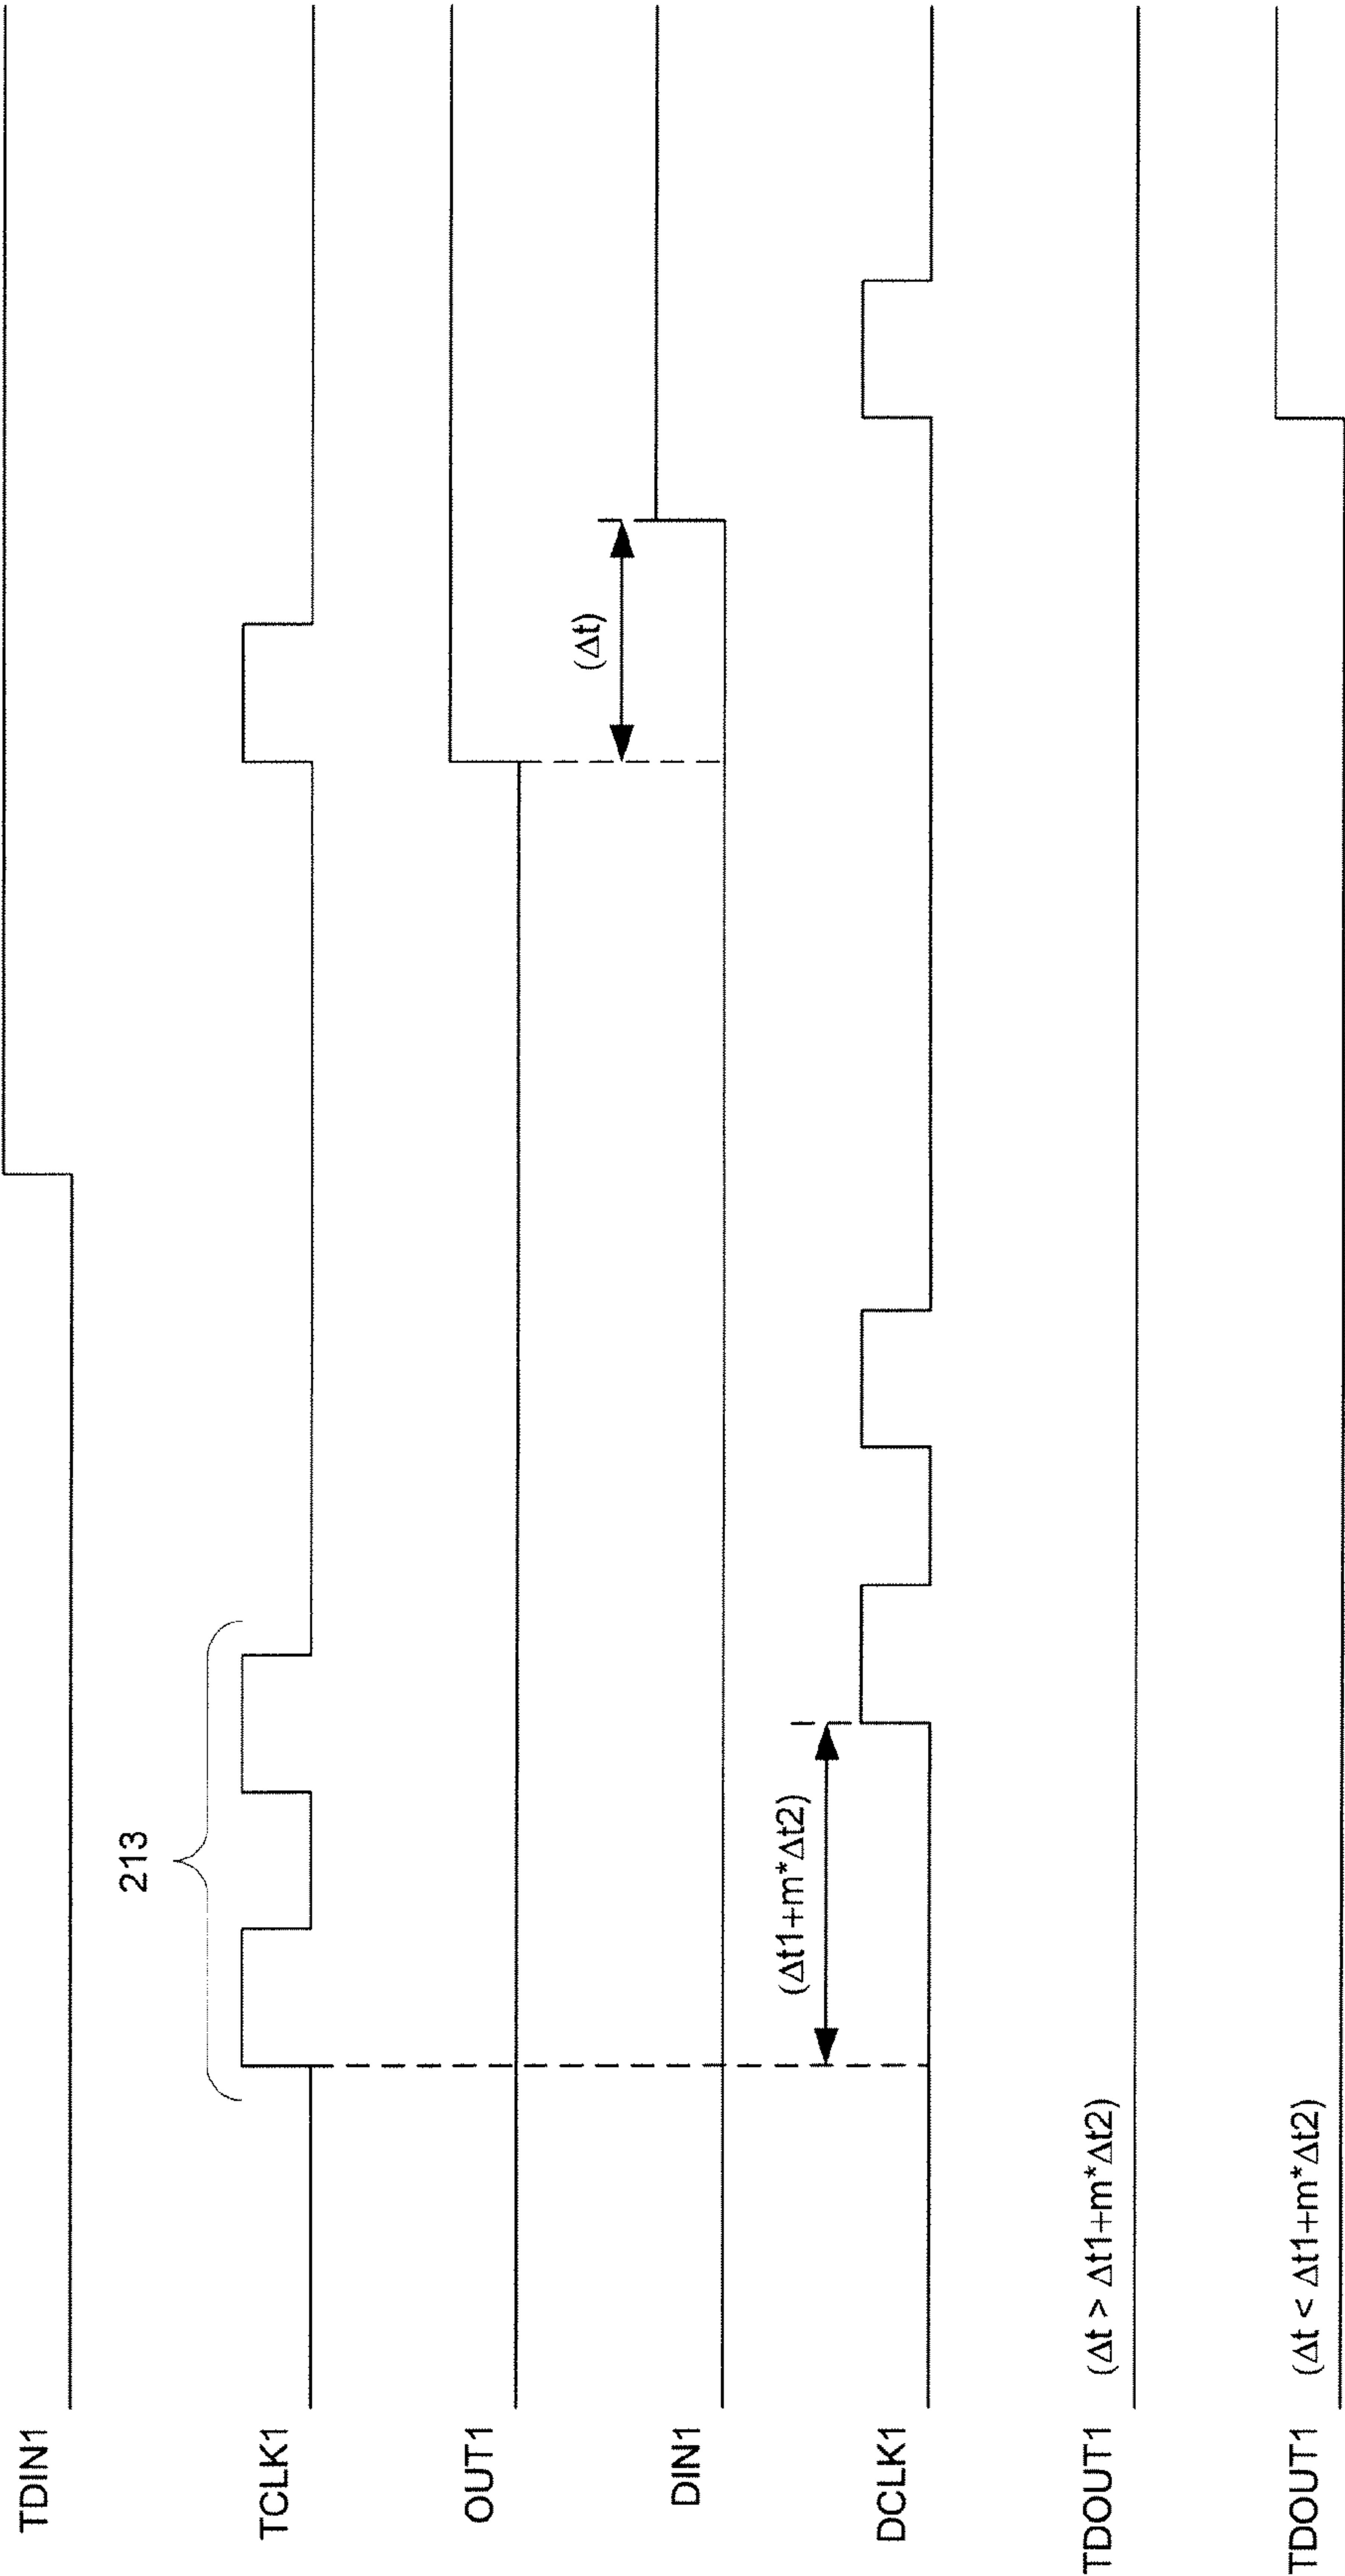 TDIN1
213
TCLK1
OUT1
(Δt)
DIN1
(Δt1+m*Δt2)
DCLK1
TDOUT1 (Δt > Δt1+m*Δt2)
TDOUT1 (Δt < Δt1+m*Δt2)